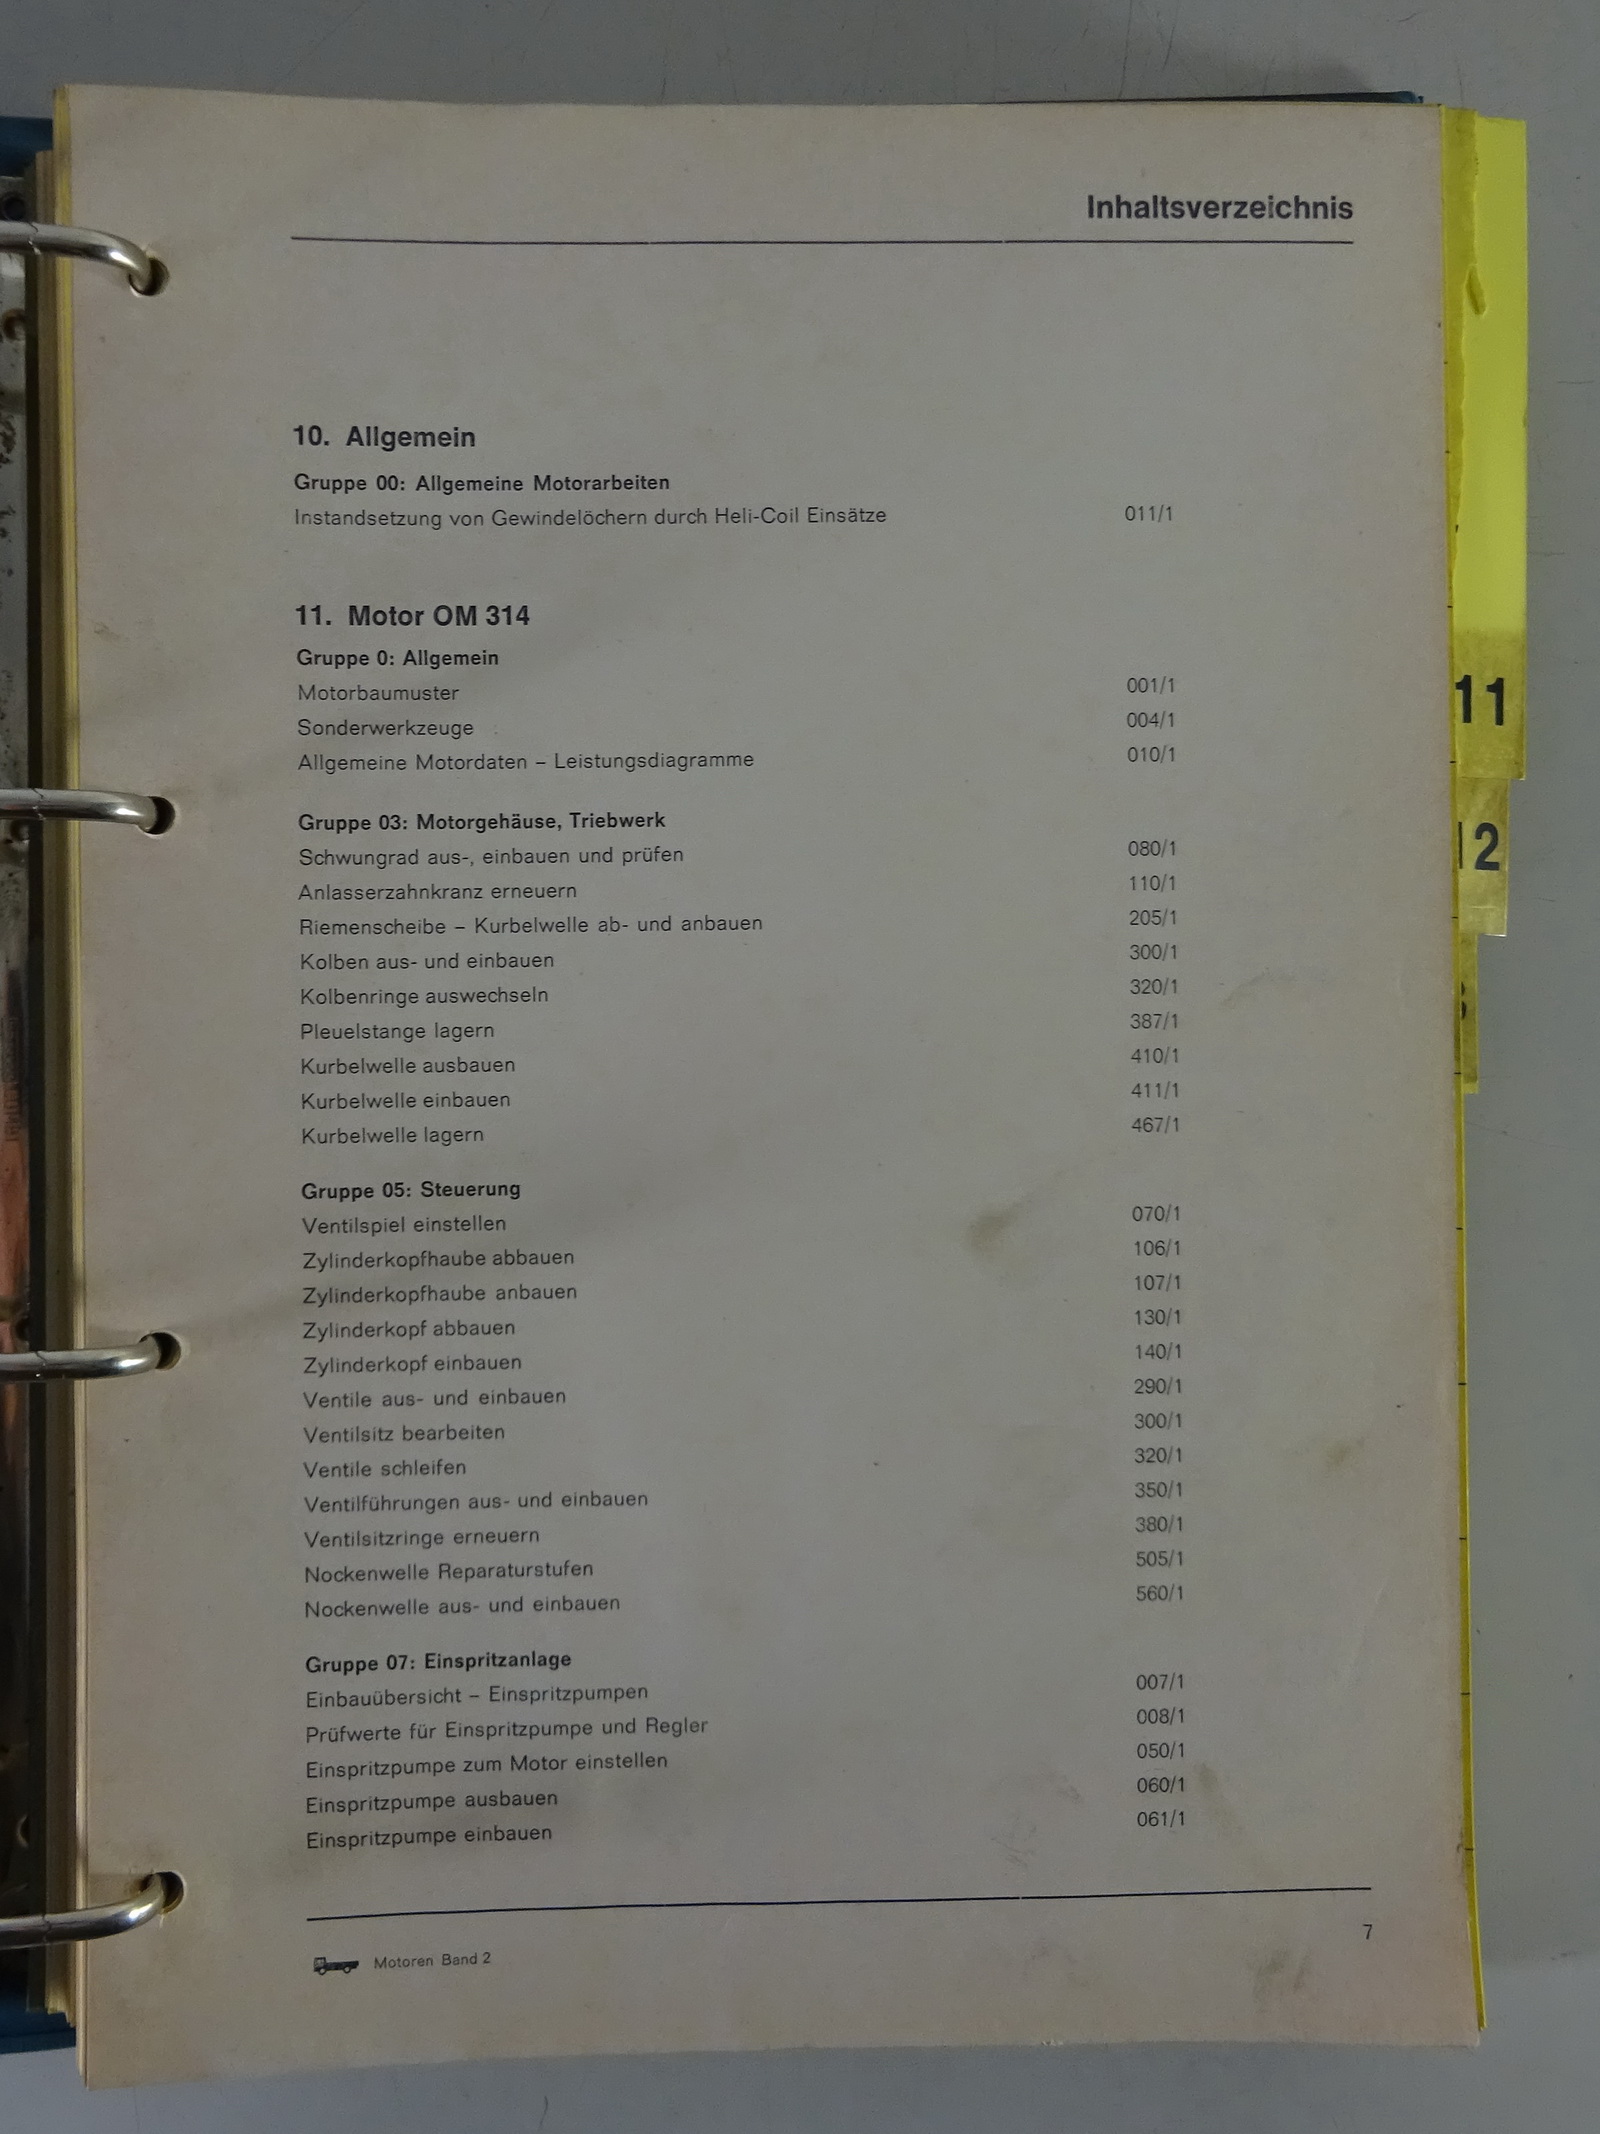 Inhaltsverzeichnis
10. Allgemein
Gruppe 00: Allgemeine Motorarbeiten
Instandsetzung von Gewindelöchern durch Heli-Coil Einsätze 011/1
11. Motor OM 314
Gruppe 0: Allgemein
Motorbaumuster 001/1
Sonderwerkzeuge 004/1
Allgemeine Motordaten – Leistungsdiagramme 010/1
Gruppe 03: Motorgehäuse, Triebwerk
Schwungrad aus-, einbauen und prüfen 080/1
Anlasserzahnkranz erneuern 110/1
Riemenscheibe – Kurbelwelle ab- und anbauen 205/1
Kolben aus- und einbauen 300/1
Kolbenringe auswechseln 320/1
Pleuelstange lagern 387/1
Kurbelwelle ausbauen 410/1
Kurbelwelle einbauen 411/1
Kurbelwelle lagern 467/1
Gruppe 05: Steuerung
Ventilspiel einstellen 070/1
Zylinderkopfhaube abbauen 106/1
Zylinderkopfhaube anbauen 107/1
Zylinderkopf abbauen 130/1
Zylinderkopf einbauen 140/1
Ventile aus- und einbauen 290/1
Ventilsitz bearbeiten 300/1
Ventile schleifen 320/1
Ventilführungen aus- und einbauen 350/1
Ventilsitzringe erneuern 380/1
Nockenwelle Reparaturstufen 505/1
Nockenwelle aus- und einbauen 560/1
Gruppe 07: Einspritzanlage
Einbauübersicht – Einspritzpumpen 007/1
Prüfwerte für Einspritzpumpe und Regler 008/1
Einspritzpumpe zum Motor einstellen 050/1
Einspritzpumpe ausbauen 060/1
Einspritzpumpe einbauen 061/1
7
Motoren Band 2
11
12